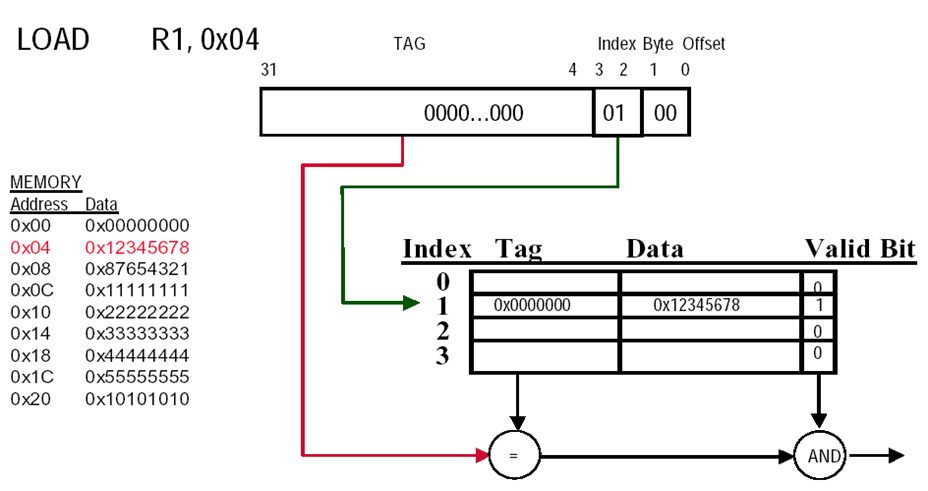 LOAD R1, 0x04
TAG Index Byte Offset
31 4 3 2 1 0
0000...000 01 00
MEMORY
Address Data
0x00 0x00000000
0x04 0x12345678
0x08 0x87654321
0x0C 0x11111111
0x10 0x22222222
0x14 0x33333333
0x18 0x44444444
0x1C 0x55555555
0x20 0x10101010
Index Tag Data Valid Bit
0 0
1 0x0000000 0x12345678 1
2 0
3 0
= AND